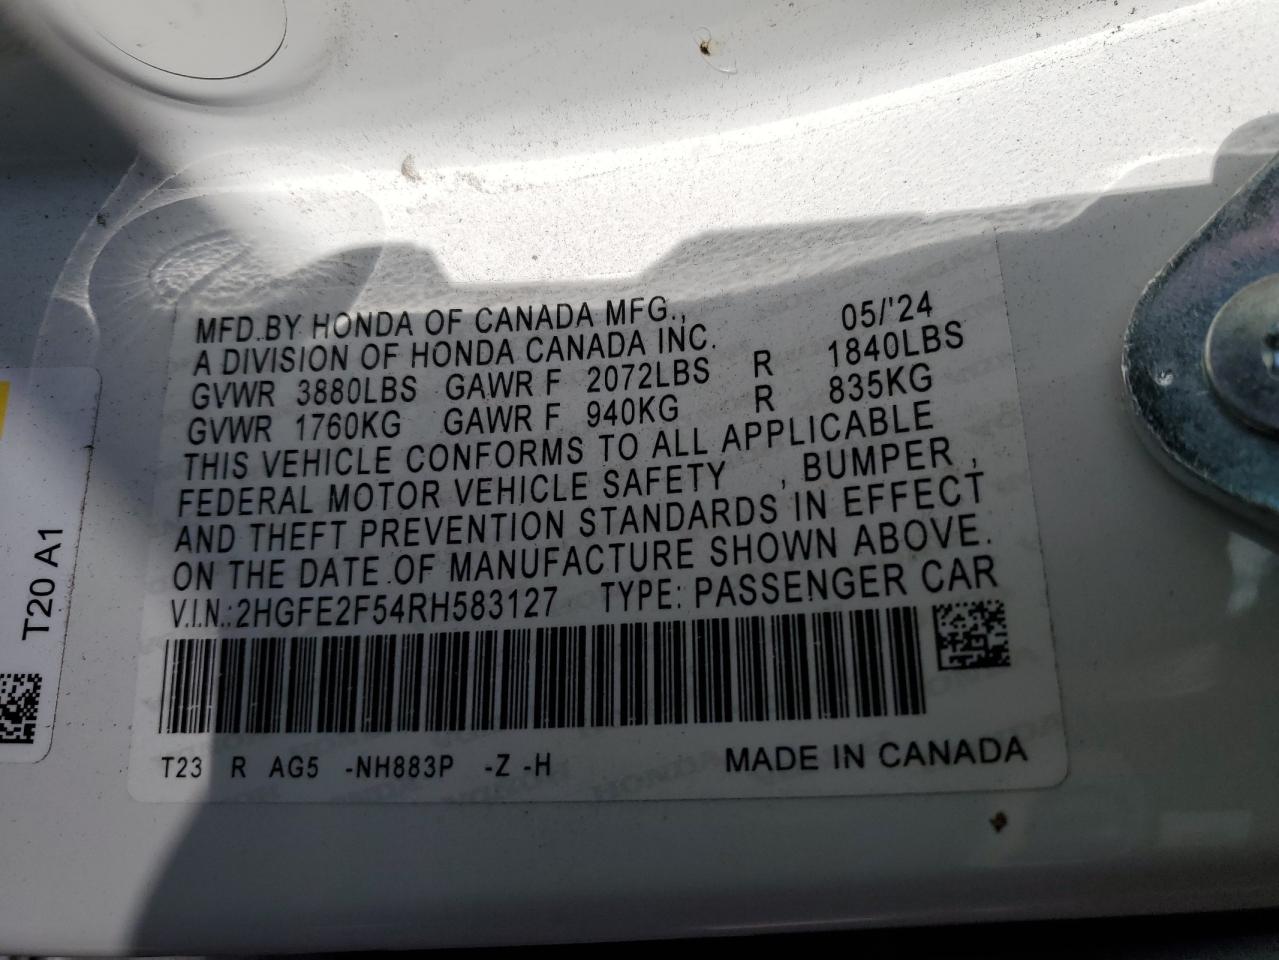 MFD.BY HONDA OF CANADA MFG., 05/'24
A DIVISION OF HONDA CANADA INC.
GVWR 3880LBS GAWR F 2072LBS R 1840LBS
GVWR 1760KG GAWR F 940KG R 835KG
THIS VEHICLE CONFORMS TO ALL APPLICABLE
FEDERAL MOTOR VEHICLE SAFETY , BUMPER ,
AND THEFT PREVENTION STANDARDS IN EFFECT
ON THE DATE OF MANUFACTURE SHOWN ABOVE.
V.I.N.:2HGFE2F54RH583127 TYPE: PASSENGER CAR
T23 R AG5 -NH883P -Z -H MADE IN CANADA
T20 A1